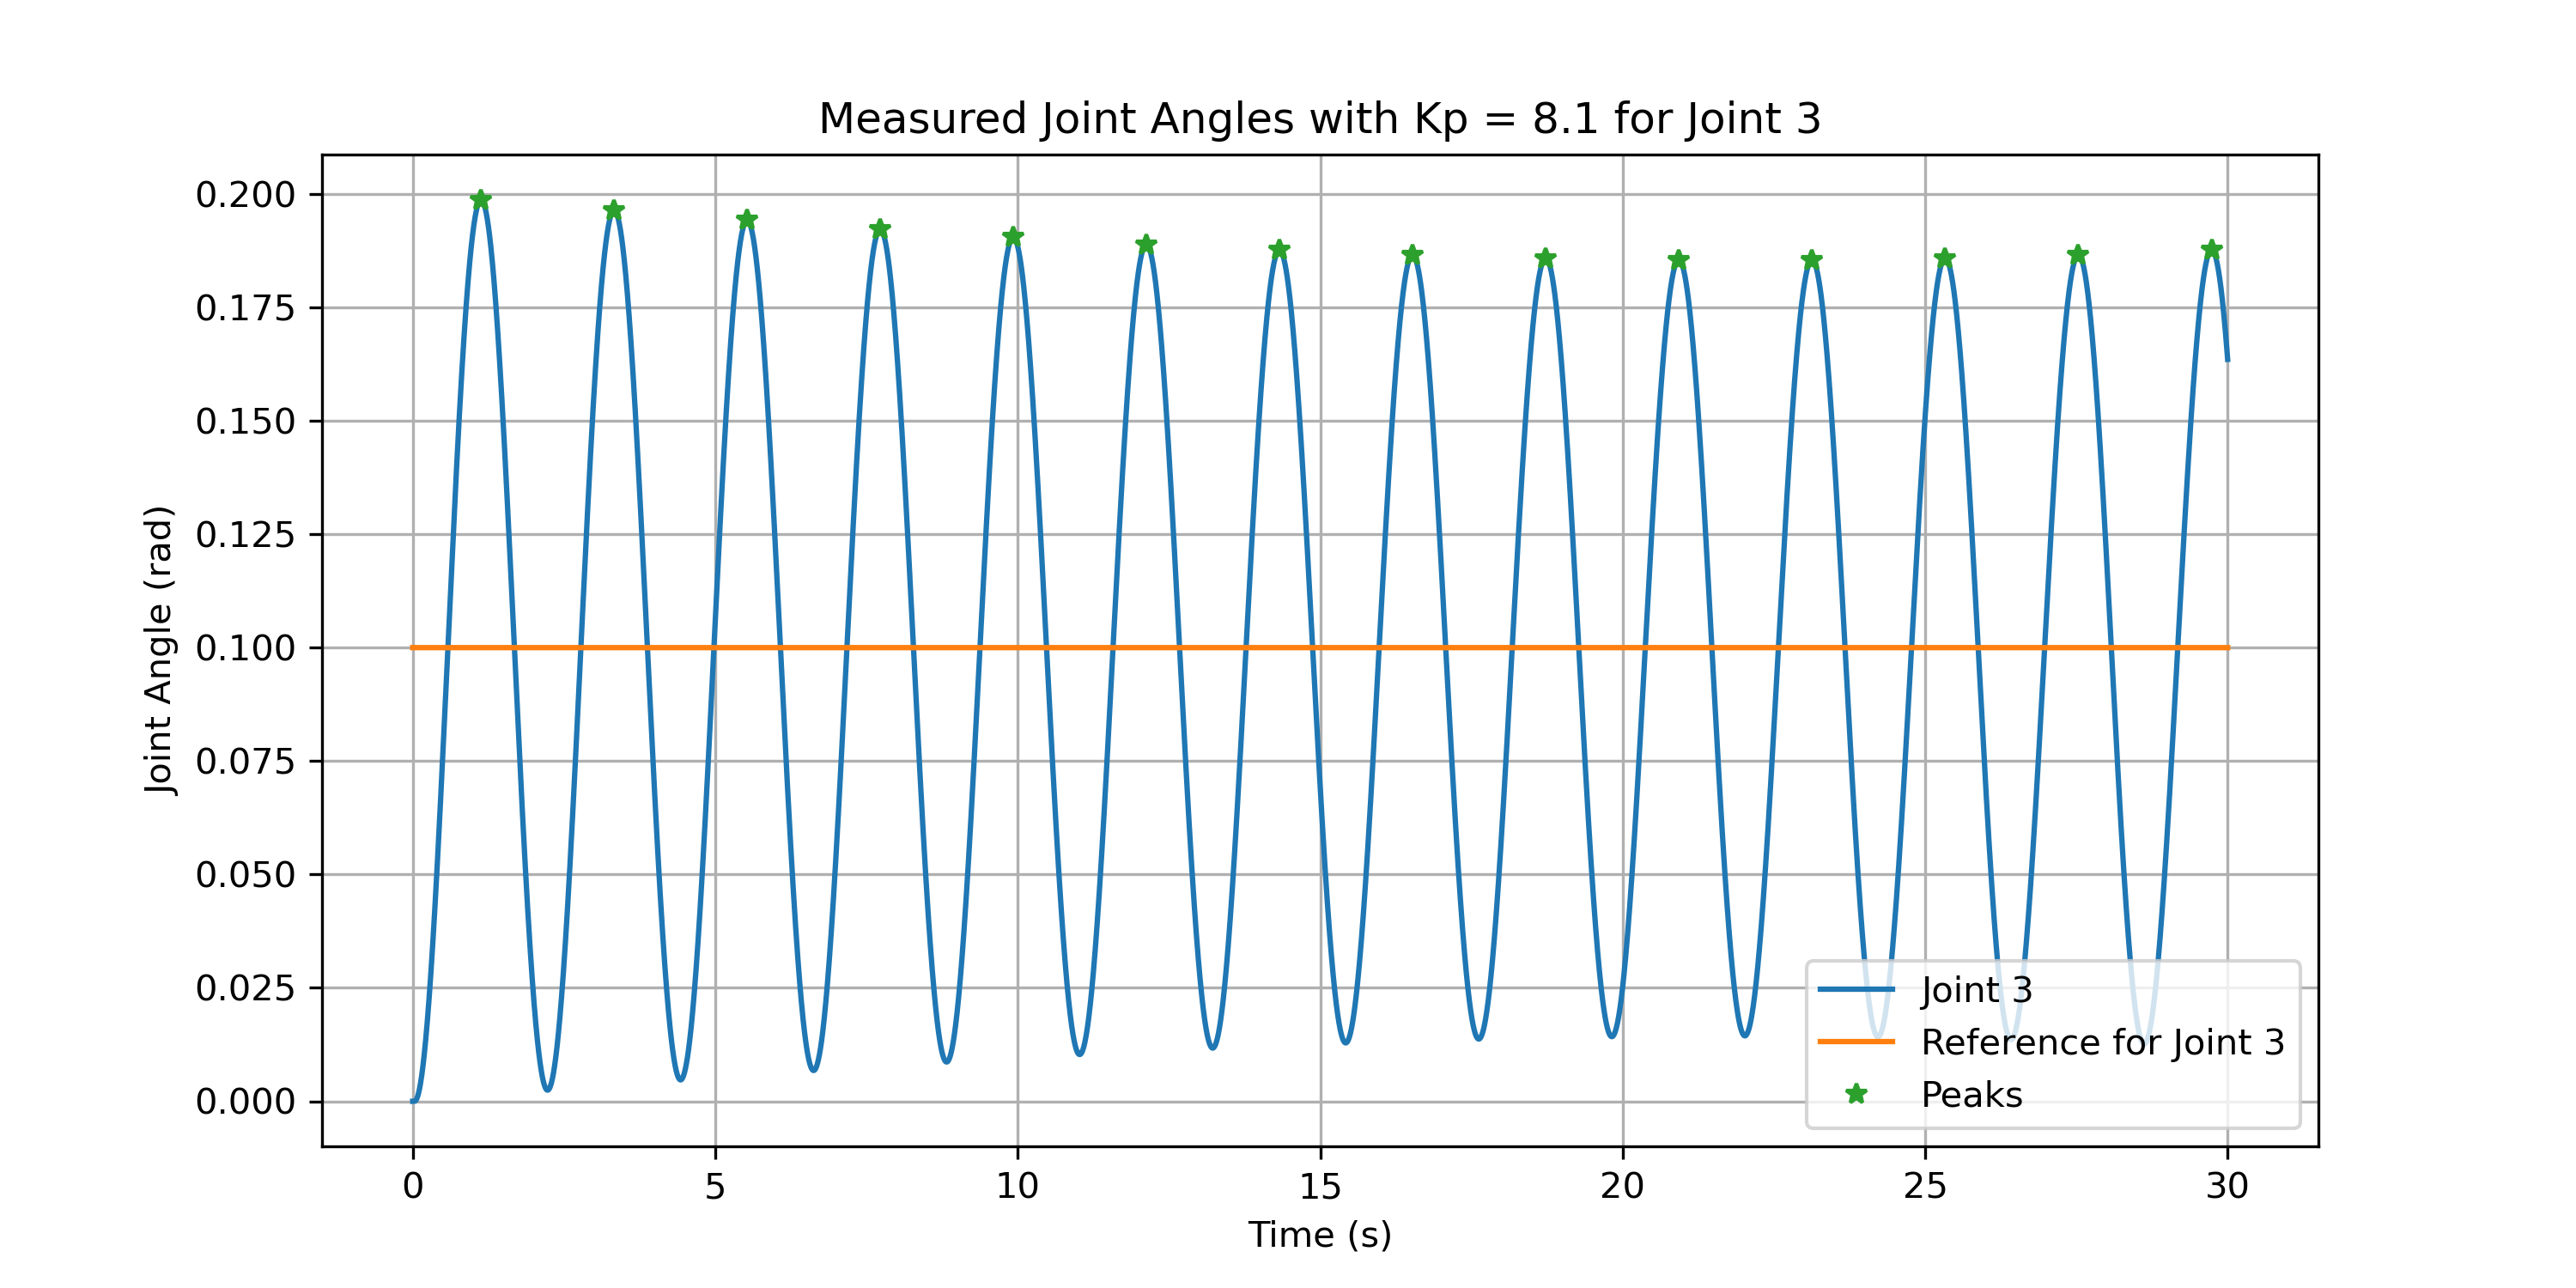 Measured Joint Angles with Kp = 8.1 for Joint 3
0.200
0.175
0.150
0.125
0.100
0.075
0.050
0.025
0.000
Joint Angle (rad)
Joint 3
Reference for Joint 3
Peaks
0 5 10 15 20 25 30
Time (s)